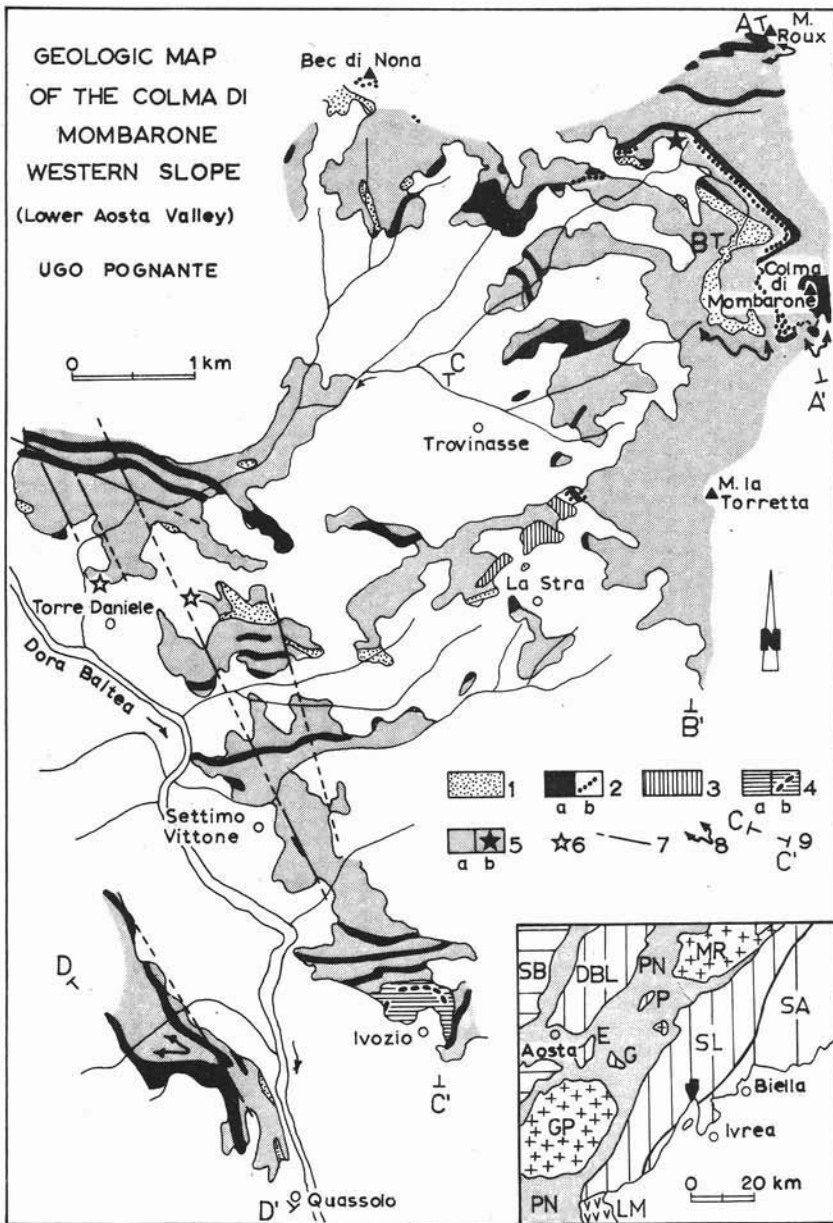 GEOLOGIC MAP
OF THE COLMA DI
MOMBARONE
WESTERN SLOPE
(Lower Aosta Valley)
UGO POGNANTE
0 1 km
Bec di Nona
A
M. Roux
B
Colma di Mombarone
A'
C
Trovinasse
M. la Torretta
La Stra
Torre Daniele
Dora Baltea
N
B'
Settimo Vittone
1
a b 2
3
a b 4
a b 5
6
7
8
C C' 9
D
Ivozio
C'
D'
Quassolo
SB
DBL
PN
MR
P
SA
E
Aosta
G
SL
Biella
GP
Ivrea
PN
LM
0 20 km